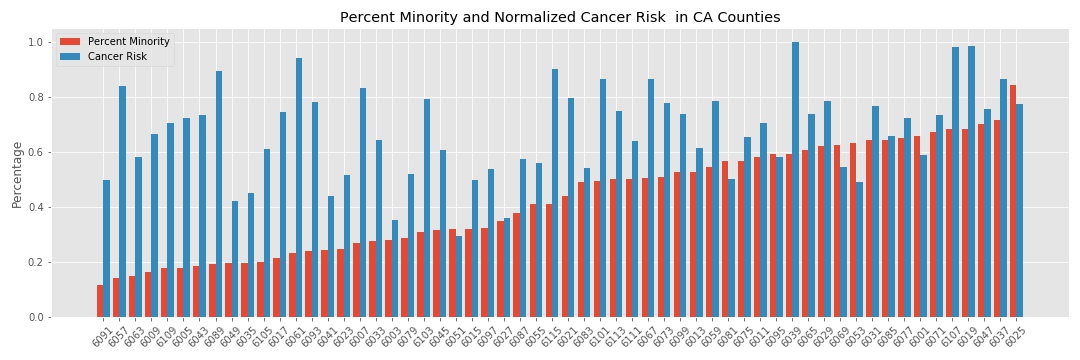 Percent Minority and Normalized Cancer Risk  in CA Counties
Percent Minority
Cancer Risk
Percentage
1.0
0.8
0.6
0.4
0.2
0.0
6091 6057 6063 6009 6109 6005 6043 6089 6049 6035 6105 6017 6061 6093 6041 6023 6007 6033 6003 6079 6103 6045 6051 6015 6097 6027 6087 6055 6115 6021 6083 6101 6113 6111 6067 6073 6099 6013 6059 6081 6075 6011 6095 6039 6065 6029 6069 6053 6031 6085 6077 6001 6071 6107 6019 6047 6037 6025